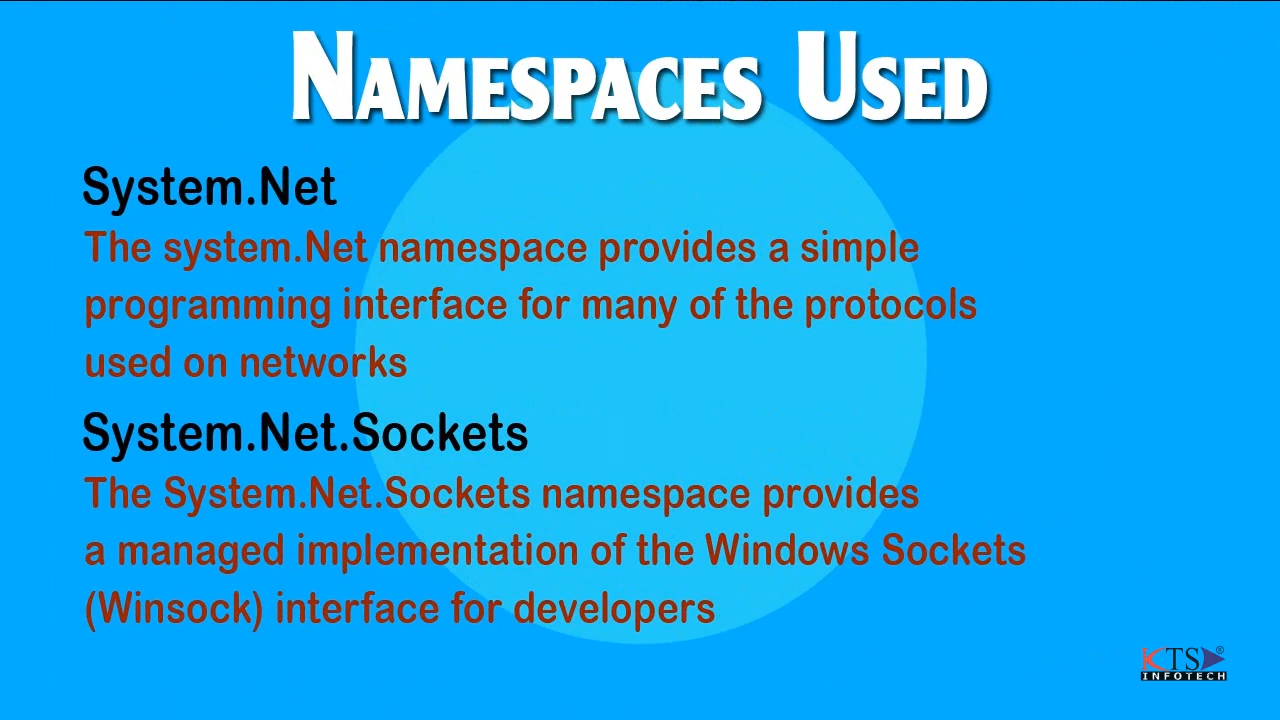 NAMESPACES USED
System.Net
The system.Net namespace provides a simple
programming interface for many of the protocols
used on networks
System.Net.Sockets
The System.Net.Sockets namespace provides
a managed implementation of the Windows Sockets
(Winsock) interface for developers
KTS®
INFOTECH